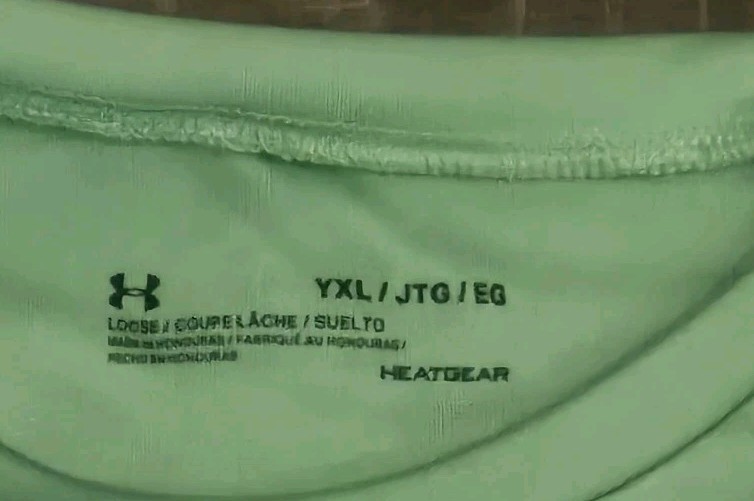 YXL / JTG / EG
LOOSE / COUPE LÂCHE / SUELTO
MADE IN HONDURAS / FABRIQUÉ AU HONDURAS /
HECHO EN HONDURAS
HEATGEAR